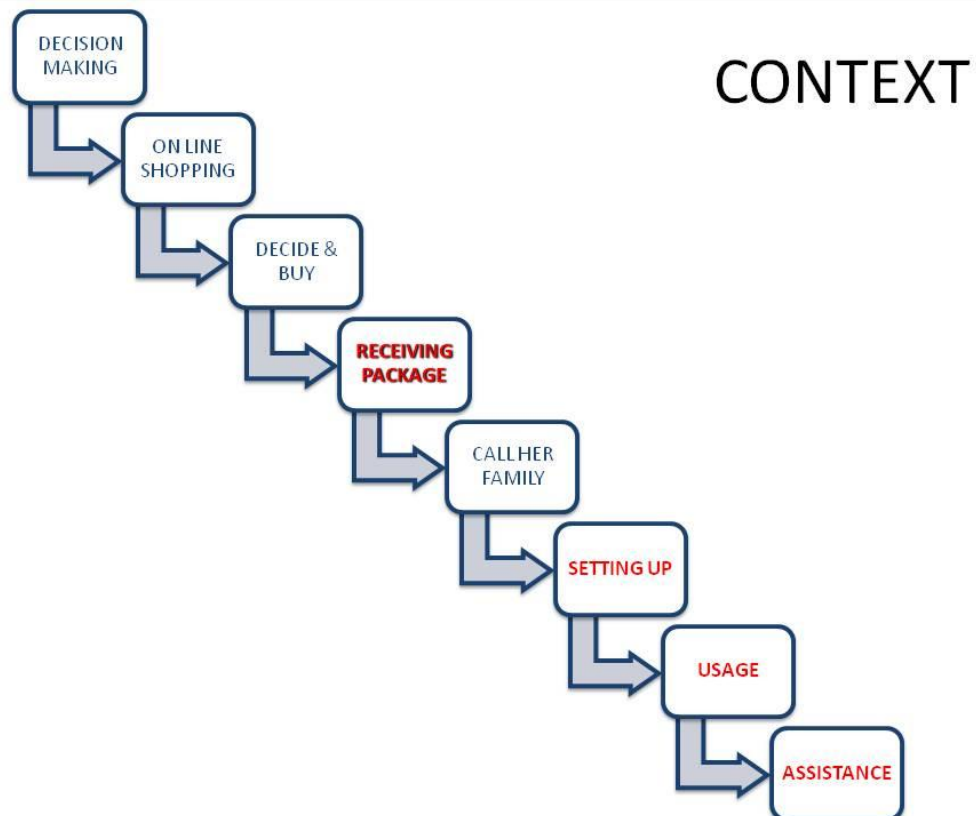 CONTEXT
DECISION
MAKING
ON LINE
SHOPPING
DECIDE &
BUY
RECEIVING
PACKAGE
CALL HER
FAMILY
SETTING UP
USAGE
ASSISTANCE